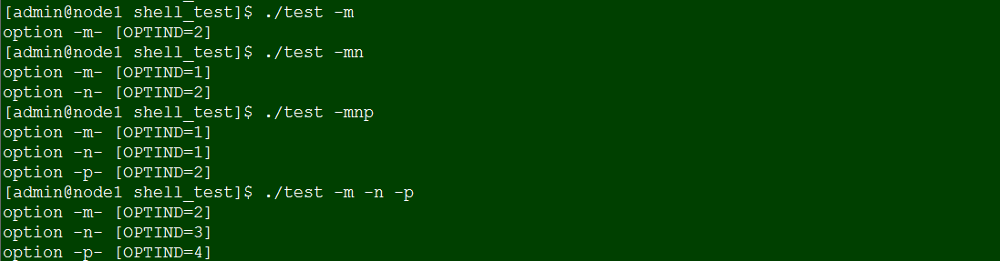 [admin@node1 shell_test]$ ./test -m
option -m- [OPTIND=2]
[admin@node1 shell_test]$ ./test -mn
option -m- [OPTIND=1]
option -n- [OPTIND=2]
[admin@node1 shell_test]$ ./test -mnp
option -m- [OPTIND=1]
option -n- [OPTIND=1]
option -p- [OPTIND=2]
[admin@node1 shell_test]$ ./test -m -n -p
option -m- [OPTIND=2]
option -n- [OPTIND=3]
option -p- [OPTIND=4]